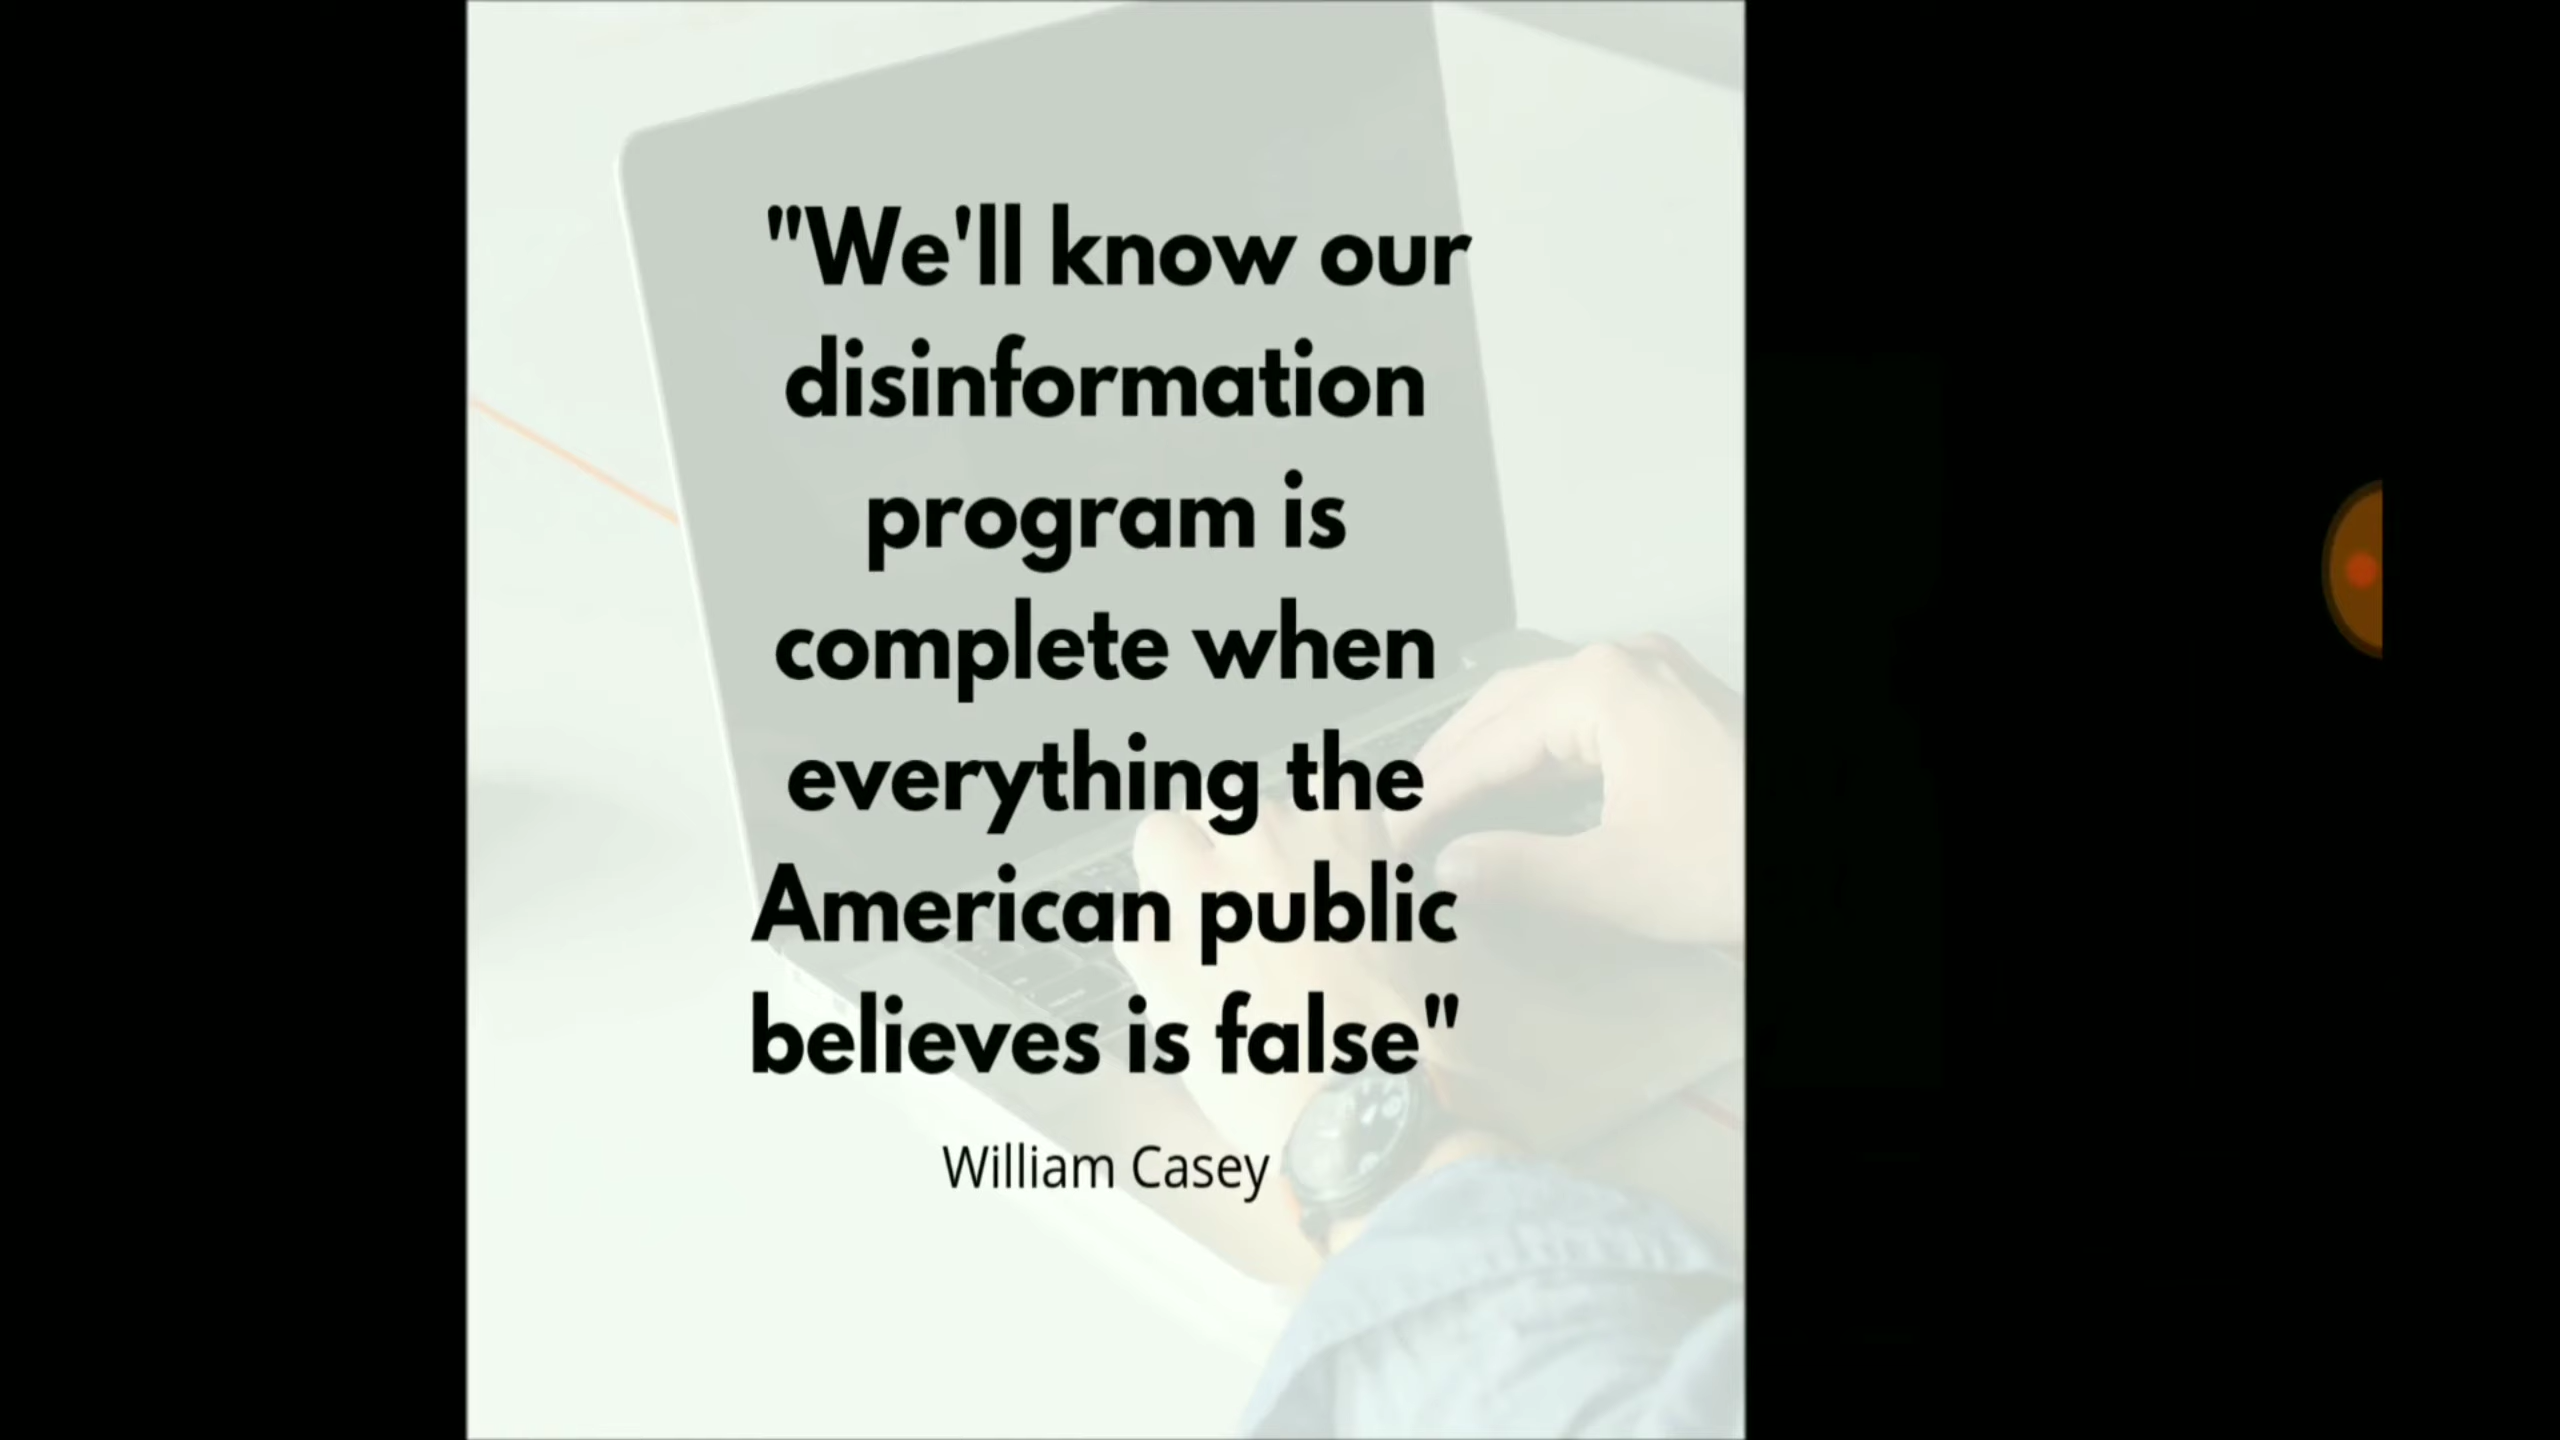 "We'll know our
disinformation
program is
complete when
everything the
American public
believes is false"
William Casey